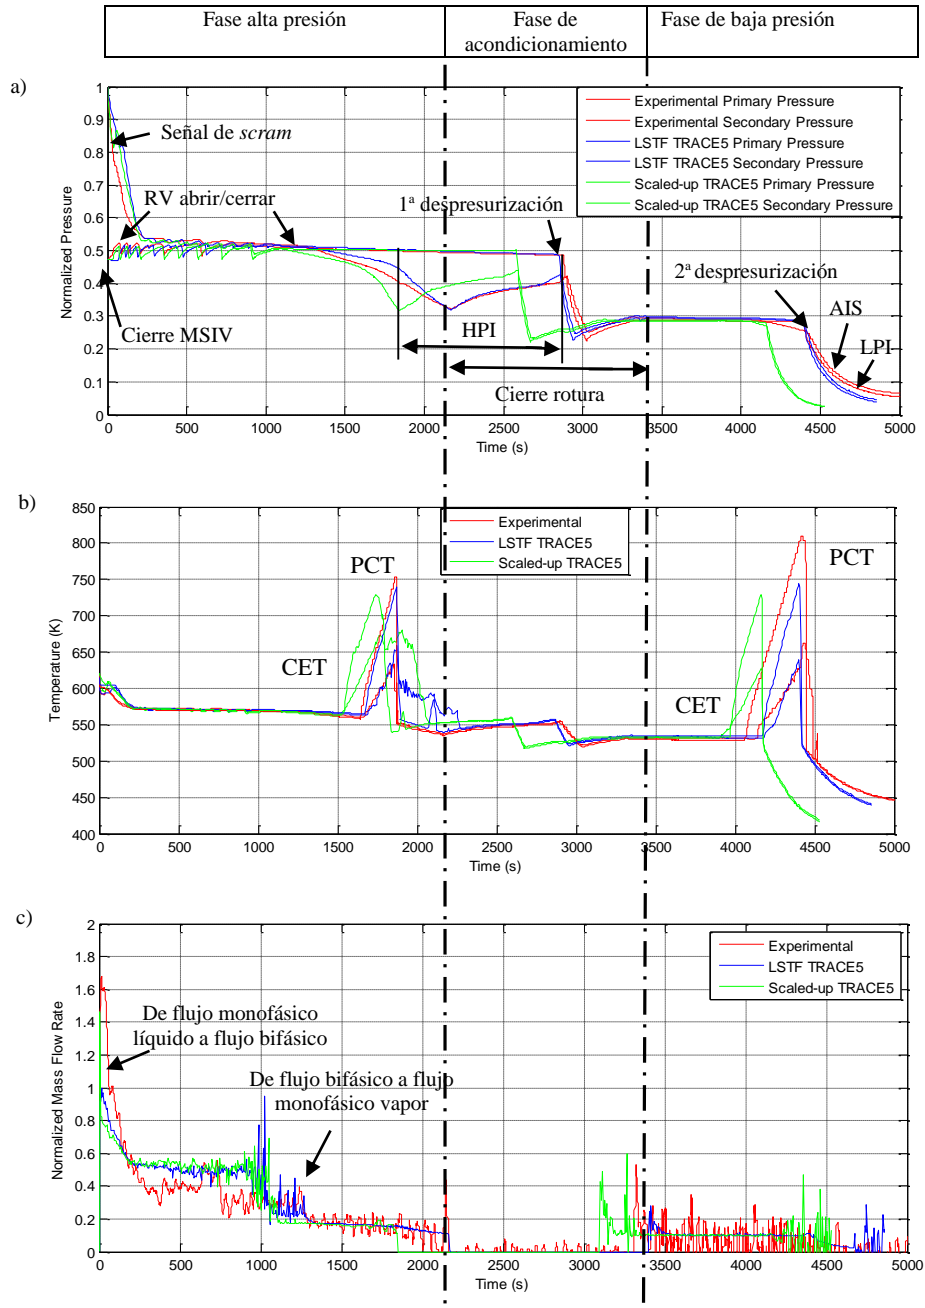 Fase alta presión
Fase de
acondicionamiento
Fase de baja presión
a)
Normalized Pressure
1
0.9
0.8
0.7
0.6
0.5
0.4
0.3
0.2
0.1
0
Experimental Primary Pressure
Experimental Secondary Pressure
LSTF TRACE5 Primary Pressure
LSTF TRACE5 Secondary Pressure
Scaled-up TRACE5 Primary Pressure
Scaled-up TRACE5 Secondary Pressure
Señal de scram
RV abrir/cerrar
1ª despresurización
2ª despresurización
Cierre MSIV
HPI
AIS
LPI
Cierre rotura
0 500 1000 1500 2000 2500 3000 3500 4000 4500 5000
Time (s)
b)
Temperature (K)
850
800
750
700
650
600
550
500
450
400
Experimental
LSTF TRACE5
Scaled-up TRACE5
PCT
PCT
CET
CET
0 500 1000 1500 2000 2500 3000 3500 4000 4500 5000
Time (s)
c)
Normalized Mass Flow Rate
2
1.8
1.6
1.4
1.2
1
0.8
0.6
0.4
0.2
0
Experimental
LSTF TRACE5
Scaled-up TRACE5
De flujo monofásico
líquido a flujo bifásico
De flujo bifásico a flujo
monofásico vapor
0 500 1000 1500 2000 2500 3000 3500 4000 4500 5000
Time (s)